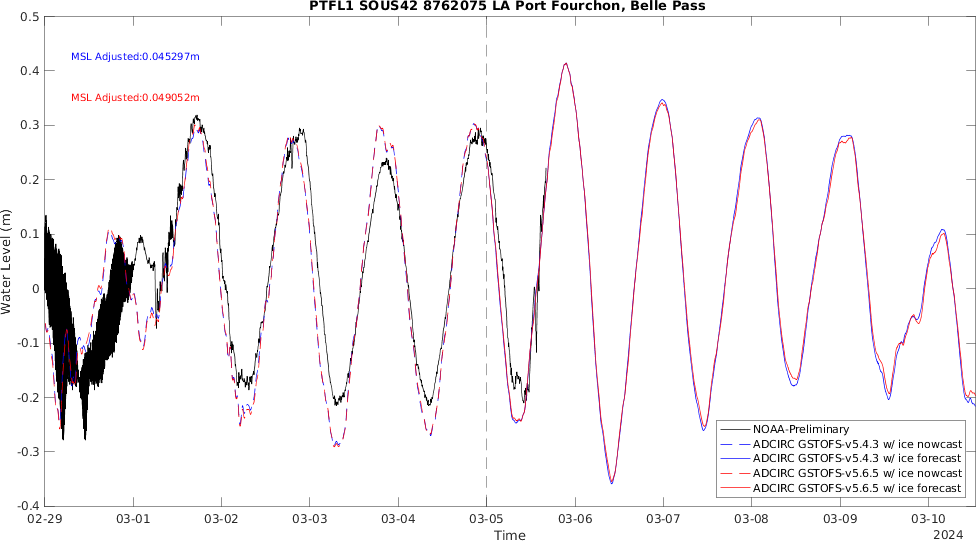 PTFL1 SOUS42 8762075 LA Port Fourchon, Belle Pass
0.5
0.4
0.3
0.2
0.1
0
-0.1
-0.2
-0.3
-0.4
Water Level (m)
MSL Adjusted:0.045297m
MSL Adjusted:0.049052m
NOAA-Preliminary
ADCIRC GSTOFS-v5.4.3 w/ ice nowcast
ADCIRC GSTOFS-v5.4.3 w/ ice forecast
ADCIRC GSTOFS-v5.6.5 w/ ice nowcast
ADCIRC GSTOFS-v5.6.5 w/ ice forecast
02-29 03-01 03-02 03-03 03-04 03-05 03-06 03-07 03-08 03-09 03-10
Time
2024